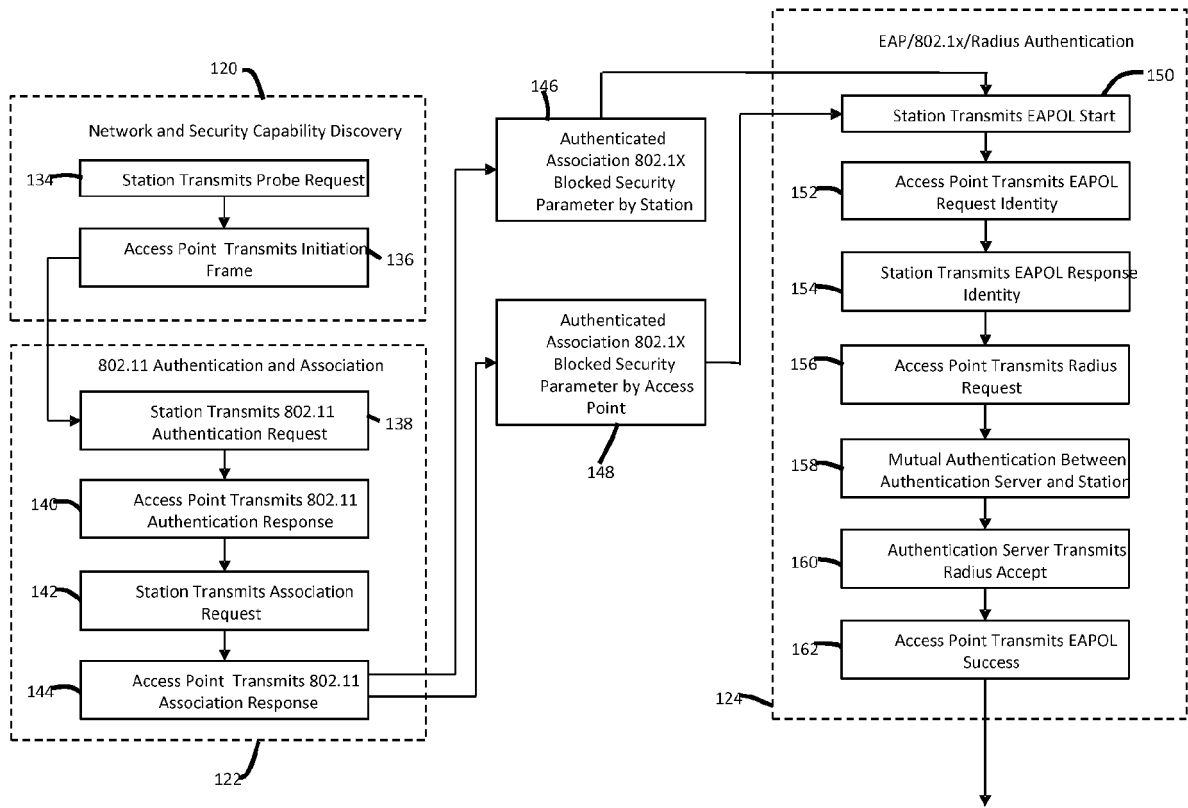 120
Network and Security Capability Discovery
134
Station Transmits Probe Request
Access Point Transmits Initiation
Frame
136
802.11 Authentication and Association
Station Transmits 802.11
Authentication Request
138
140
Access Point Transmits 802.11
Authentication Response
142
Station Transmits Association
Request
144
Access Point Transmits 802.11
Association Response
122
146
Authenticated
Association 802.1X
Blocked Security
Parameter by Station
Authenticated
Association 802.1X
Blocked Security
Parameter by Access
Point
148
EAP/802.1x/Radius Authentication
150
Station Transmits EAPOL Start
152
Access Point Transmits EAPOL
Request Identity
154
Station Transmits EAPOL Response
Identity
156
Access Point Transmits Radius
Request
158
Mutual Authentication Between
Authentication Server and Station
160
Authentication Server Transmits
Radius Accept
162
Access Point Transmits EAPOL
Success
124